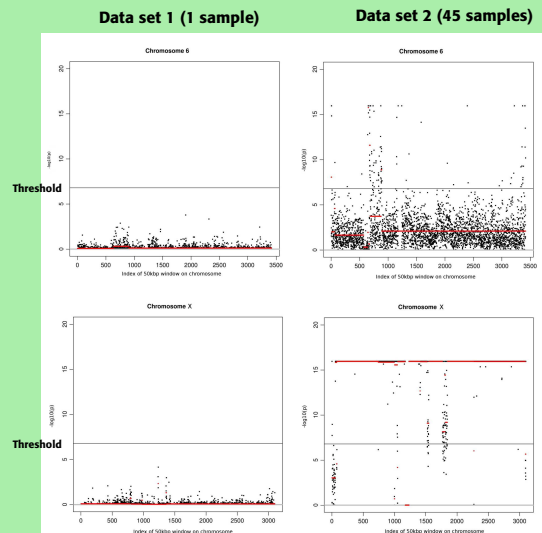 Data set 1 (1 sample)
Data set 2 (45 samples)
Chromosome 6
-log10(p)
20
15
10
5
0
Threshold
0 500 1000 1500 2000 2500 3000 3500
Index of 50kbp window on chromosome
Chromosome 6
-log10(p)
20
15
10
5
0
0 500 1000 1500 2000 2500 3000 3500
Index of 50kbp window on chromosome
Chromosome X
-log10(p)
20
15
10
5
0
Threshold
0 500 1000 1500 2000 2500 3000
Index of 50kbp window on chromosome
Chromosome X
-log10(p)
20
15
10
5
0
0 500 1000 1500 2000 2500 3000
Index of 50kbp window on chromosome